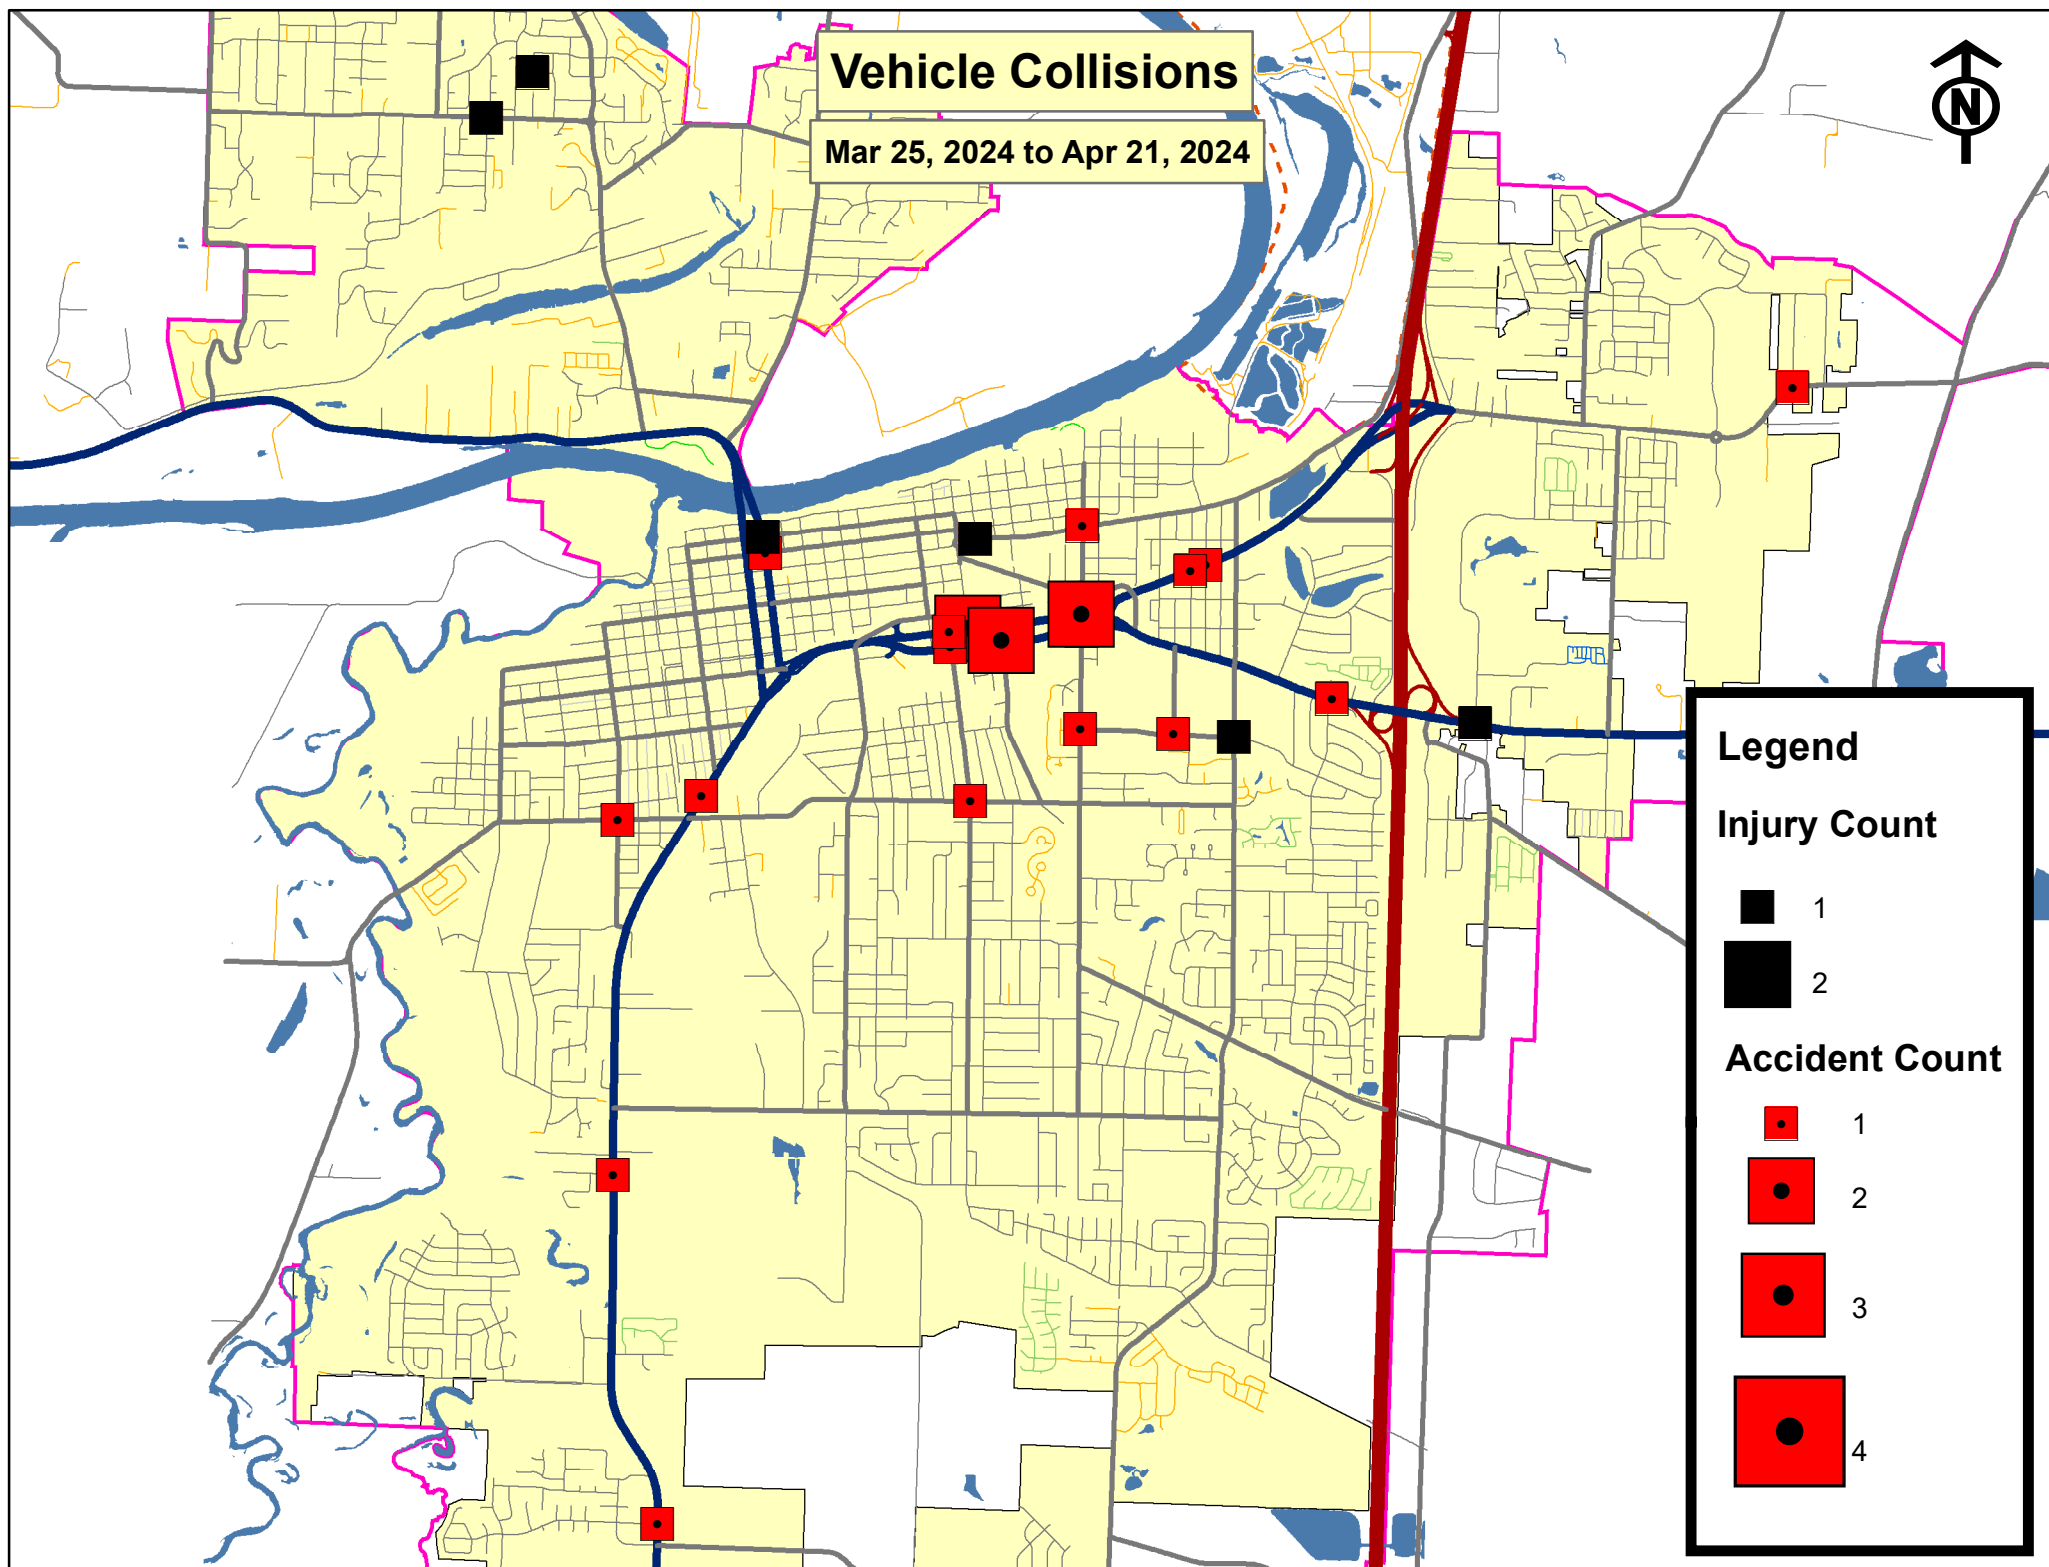 Vehicle Collisions
Mar 25, 2024 to Apr 21, 2024
N
Legend
Injury Count
1
2
Accident Count
1
2
3
4